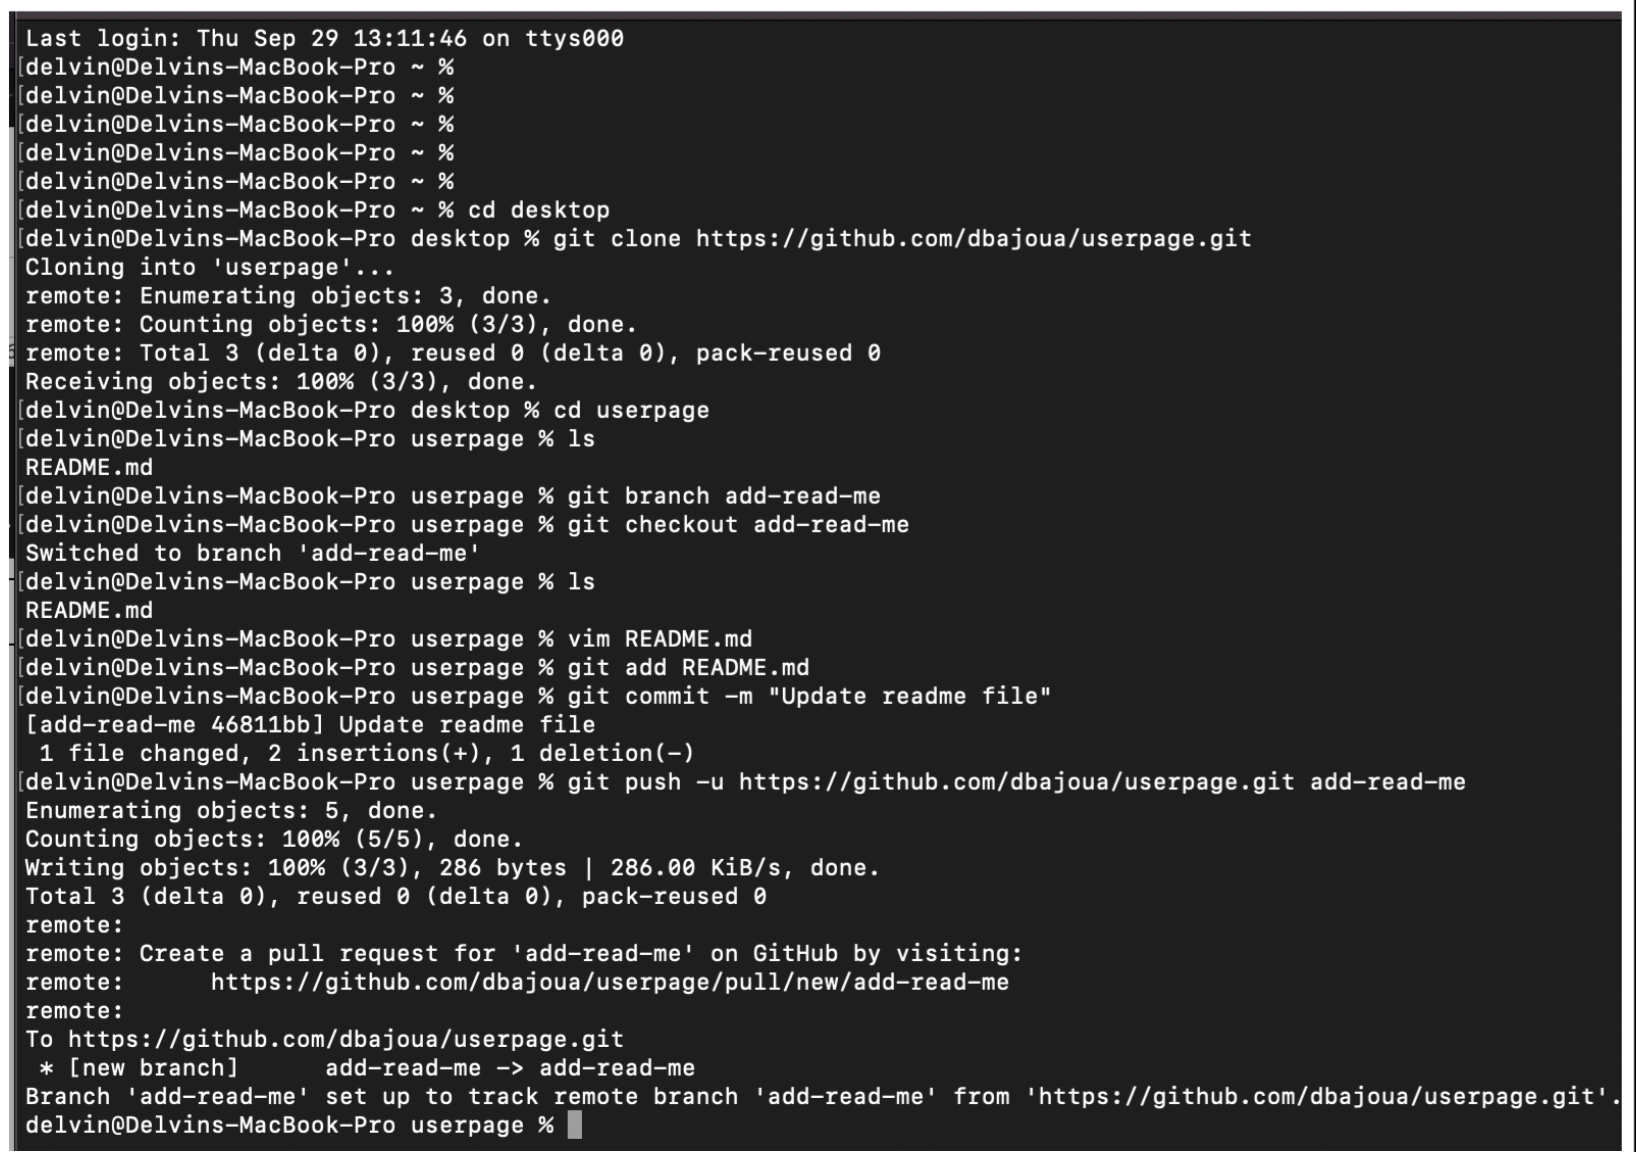 Last login: Thu Sep 29 13:11:46 on ttys000
[delvin@Delvins-MacBook-Pro ~ %
[delvin@Delvins-MacBook-Pro ~ %
[delvin@Delvins-MacBook-Pro ~ %
[delvin@Delvins-MacBook-Pro ~ %
[delvin@Delvins-MacBook-Pro ~ %
[delvin@Delvins-MacBook-Pro ~ % cd desktop
[delvin@Delvins-MacBook-Pro desktop % git clone https://github.com/dbajoua/userpage.git
Cloning into 'userpage'...
remote: Enumerating objects: 3, done.
remote: Counting objects: 100% (3/3), done.
remote: Total 3 (delta 0), reused 0 (delta 0), pack-reused 0
Receiving objects: 100% (3/3), done.
[delvin@Delvins-MacBook-Pro desktop % cd userpage
[delvin@Delvins-MacBook-Pro userpage % ls
README.md
[delvin@Delvins-MacBook-Pro userpage % git branch add-read-me
[delvin@Delvins-MacBook-Pro userpage % git checkout add-read-me
Switched to branch 'add-read-me'
[delvin@Delvins-MacBook-Pro userpage % ls
README.md
[delvin@Delvins-MacBook-Pro userpage % vim README.md
[delvin@Delvins-MacBook-Pro userpage % git add README.md
[delvin@Delvins-MacBook-Pro userpage % git commit -m "Update readme file"
[add-read-me 46811bb] Update readme file
 1 file changed, 2 insertions(+), 1 deletion(-)
[delvin@Delvins-MacBook-Pro userpage % git push -u https://github.com/dbajoua/userpage.git add-read-me
Enumerating objects: 5, done.
Counting objects: 100% (5/5), done.
Writing objects: 100% (3/3), 286 bytes | 286.00 KiB/s, done.
Total 3 (delta 0), reused 0 (delta 0), pack-reused 0
remote:
remote: Create a pull request for 'add-read-me' on GitHub by visiting:
remote:      https://github.com/dbajoua/userpage/pull/new/add-read-me
remote:
To https://github.com/dbajoua/userpage.git
 * [new branch]      add-read-me -> add-read-me
Branch 'add-read-me' set up to track remote branch 'add-read-me' from 'https://github.com/dbajoua/userpage.git'.
delvin@Delvins-MacBook-Pro userpage %